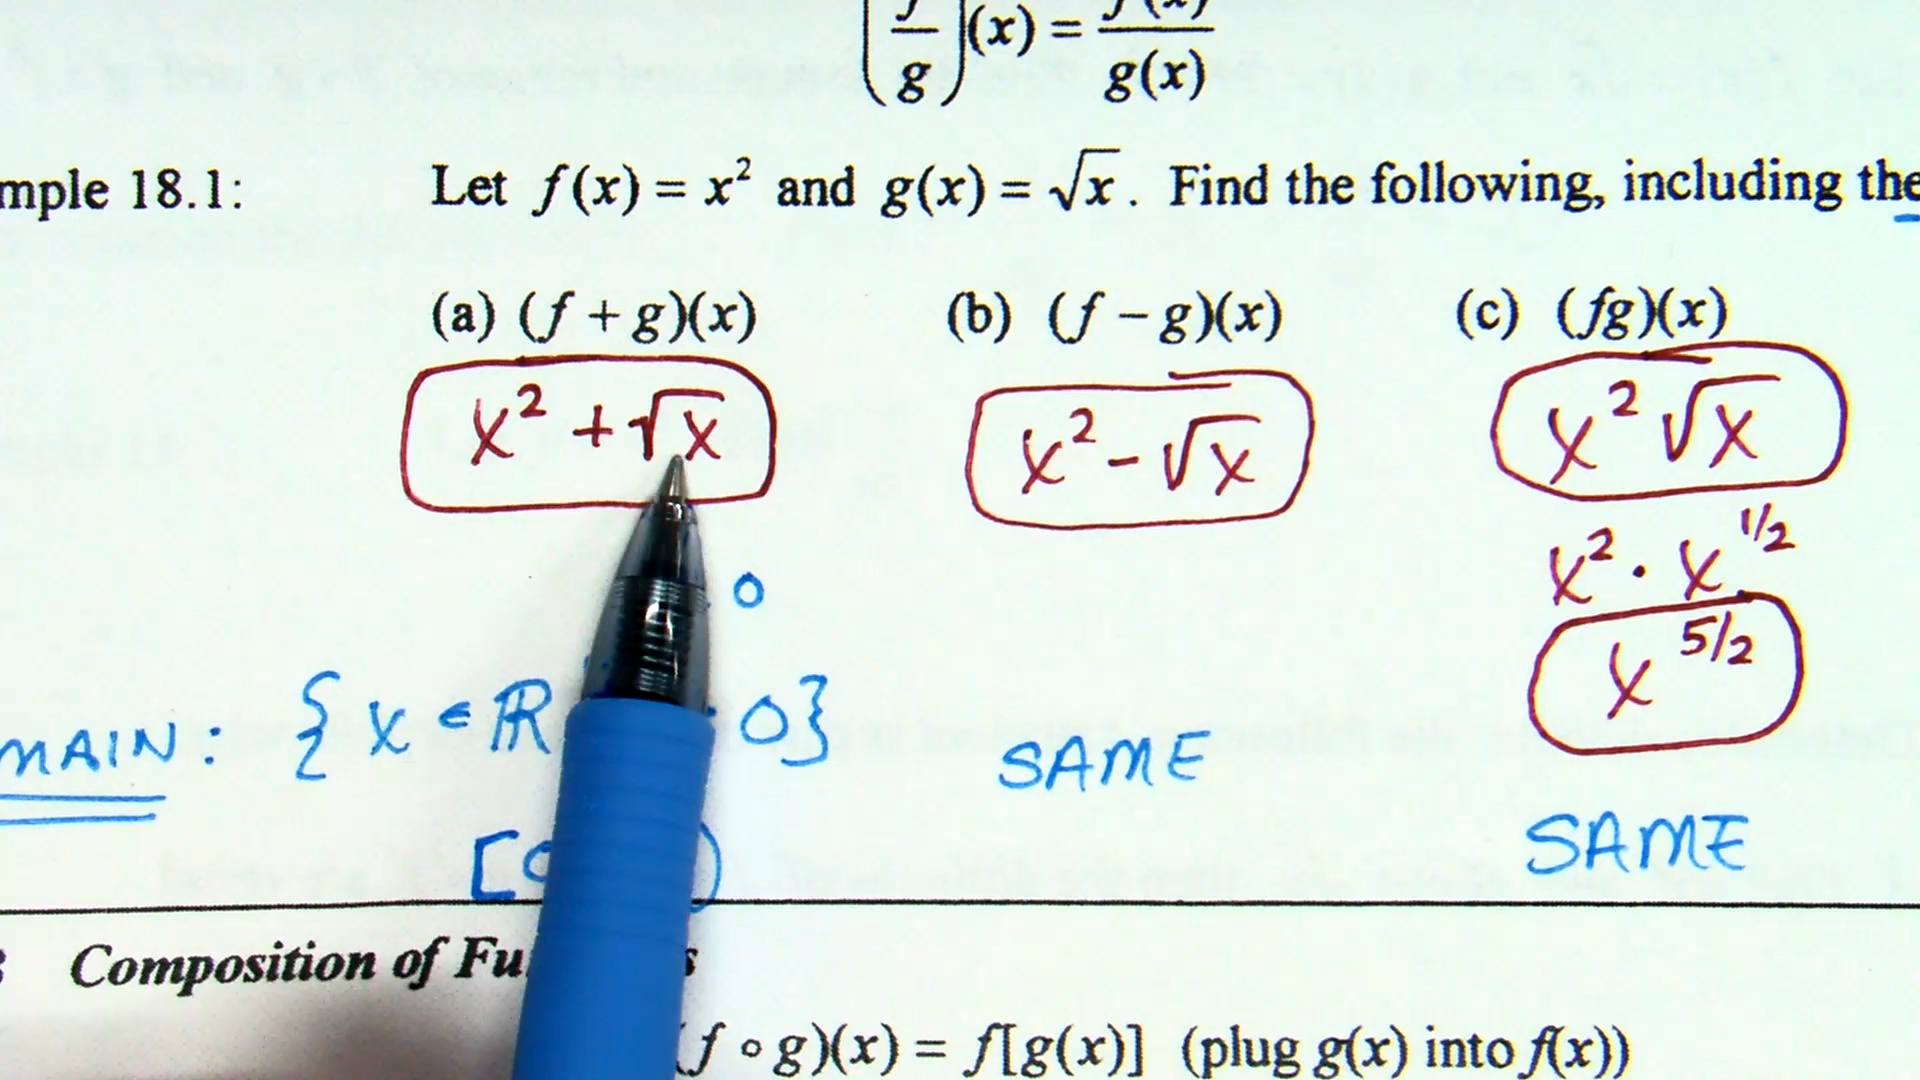 (f/g)(x) = f(x)/g(x)
mple 18.1: Let f(x) = x² and g(x) = √x. Find the following, including the
(a) (f + g)(x) (b) (f − g)(x) (c) (fg)(x)
x² + √x x² - √x x² √x
x² · x^1/2
0
x^5/2
MAIN: { x ∈ ℝ 0} SAME
[ ) SAME
Composition of
(f ∘ g)(x) = f[g(x)] (plug g(x) into f(x))